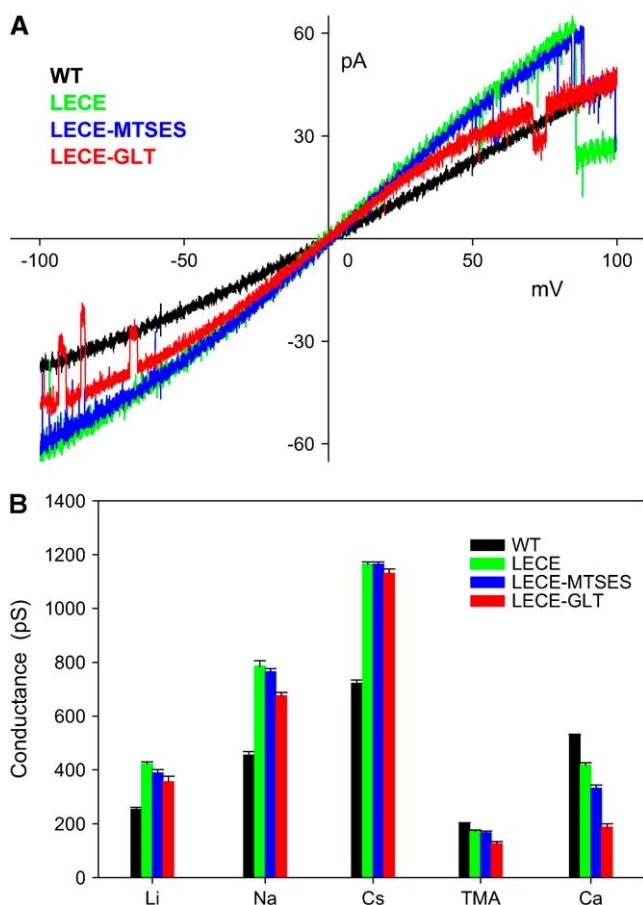 A
WT
LECE
LECE-MTSES
LECE-GLT
60
pA
30
-100
-50
0
50
100
mV
-30
-60
B
1400
1200
1000
800
600
400
200
0
Conductance (pS)
WT
LECE
LECE-MTSES
LECE-GLT
Li
Na
Cs
TMA
Ca